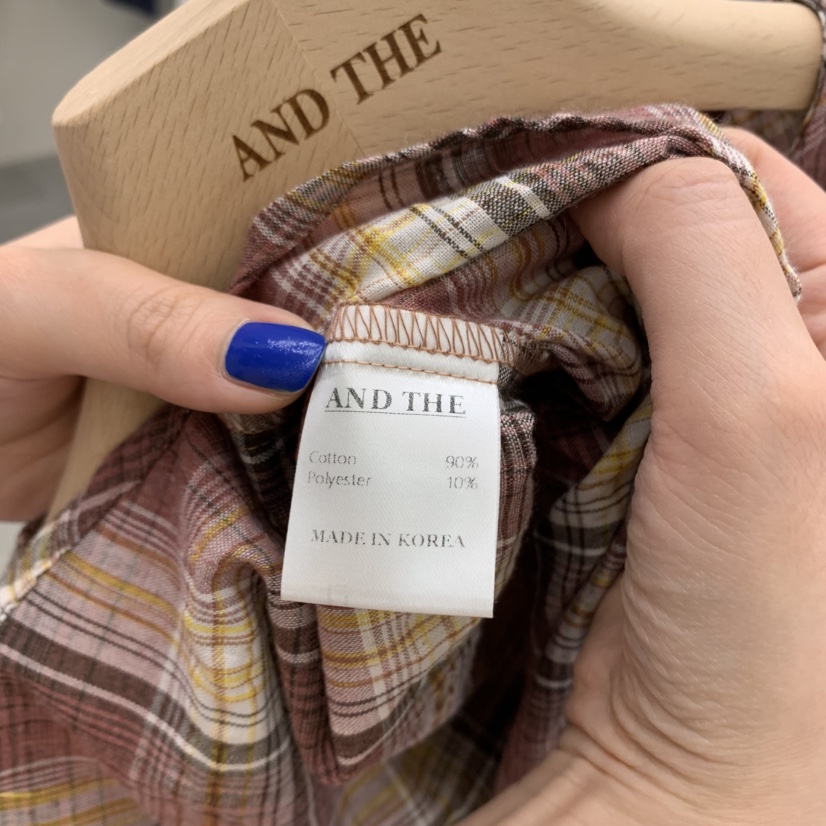 AND THE
AND THE
Cotton 90%
Polyester 10%
MADE IN KOREA